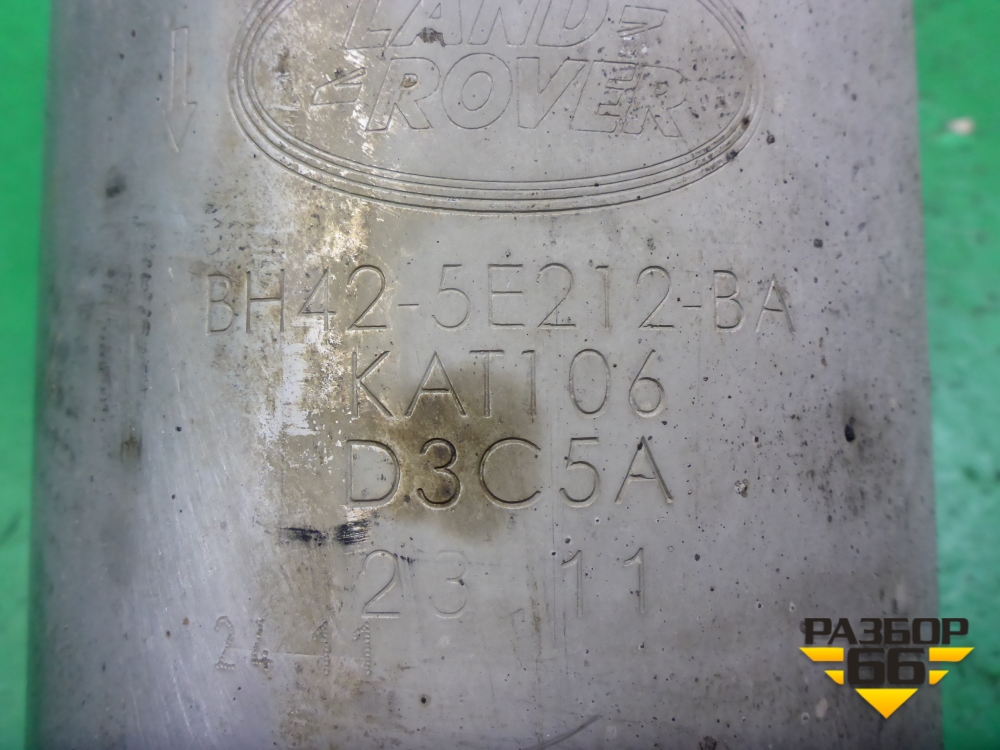 LAND
ROVER
BH42-5E212-BA
KAT106
D3C5A
23 11
24 11
РАЗБОР
66